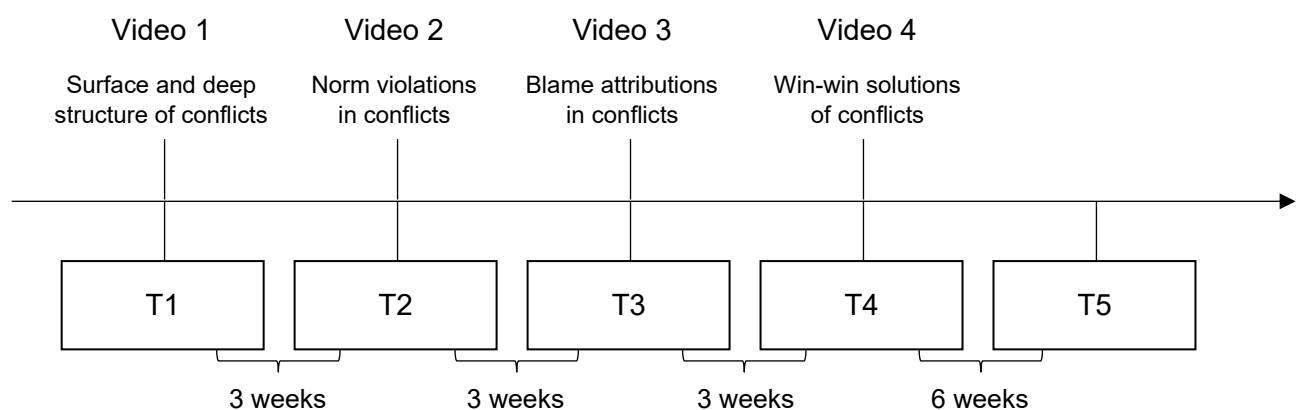 Video 1
Video 2
Video 3
Video 4
Surface and deep
structure of conflicts
Norm violations
in conflicts
Blame attributions
in conflicts
Win-win solutions
of conflicts
T1
T2
T3
T4
T5
3 weeks
3 weeks
3 weeks
6 weeks